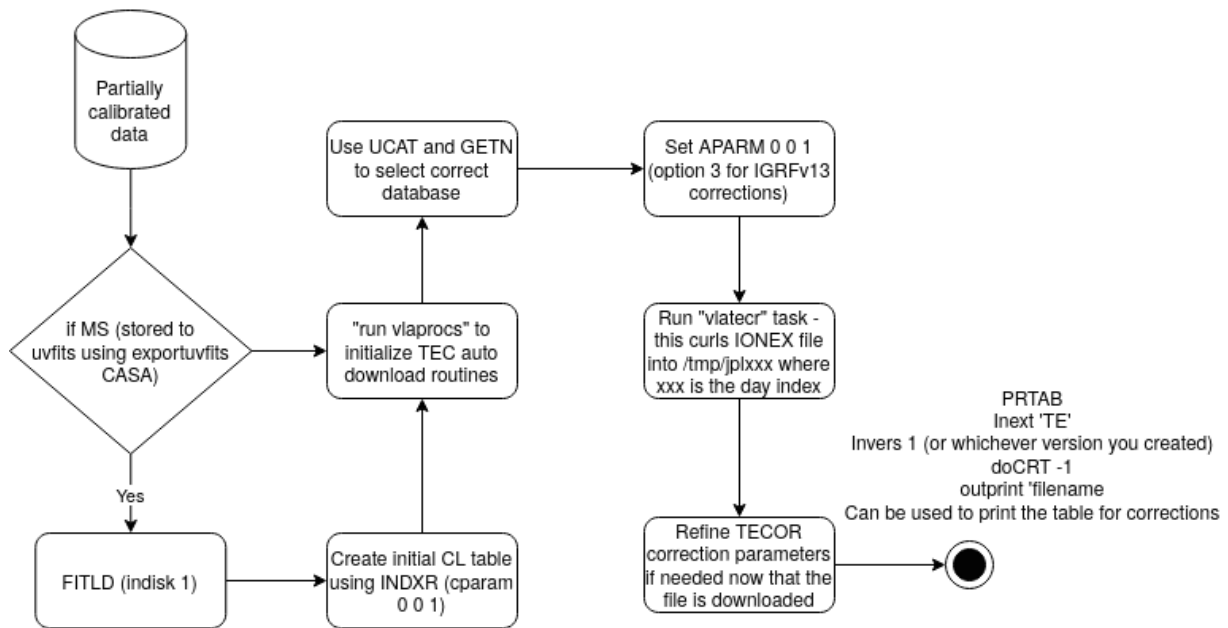 Partially
calibrated
data
if MS (stored to
uvfits using exportuvfits
CASA)
Yes
FITLD (indisk 1)
Create initial CL table
using INDXR (cparam
0 0 1)
"run vlaprocs" to
initialize TEC auto
download routines
Use UCAT and GETN
to select correct
database
Set APARM 0 0 1
(option 3 for IGRFv13
corrections)
Run "vlatecr" task -
this curls IONEX file
into /tmp/jplxxx where
xxx is the day index
Refine TECOR
correction parameters
if needed now that the
file is downloaded
PRTAB
Inext 'TE'
Invers 1 (or whichever version you created)
doCRT -1
outprint 'filename
Can be used to print the table for corrections